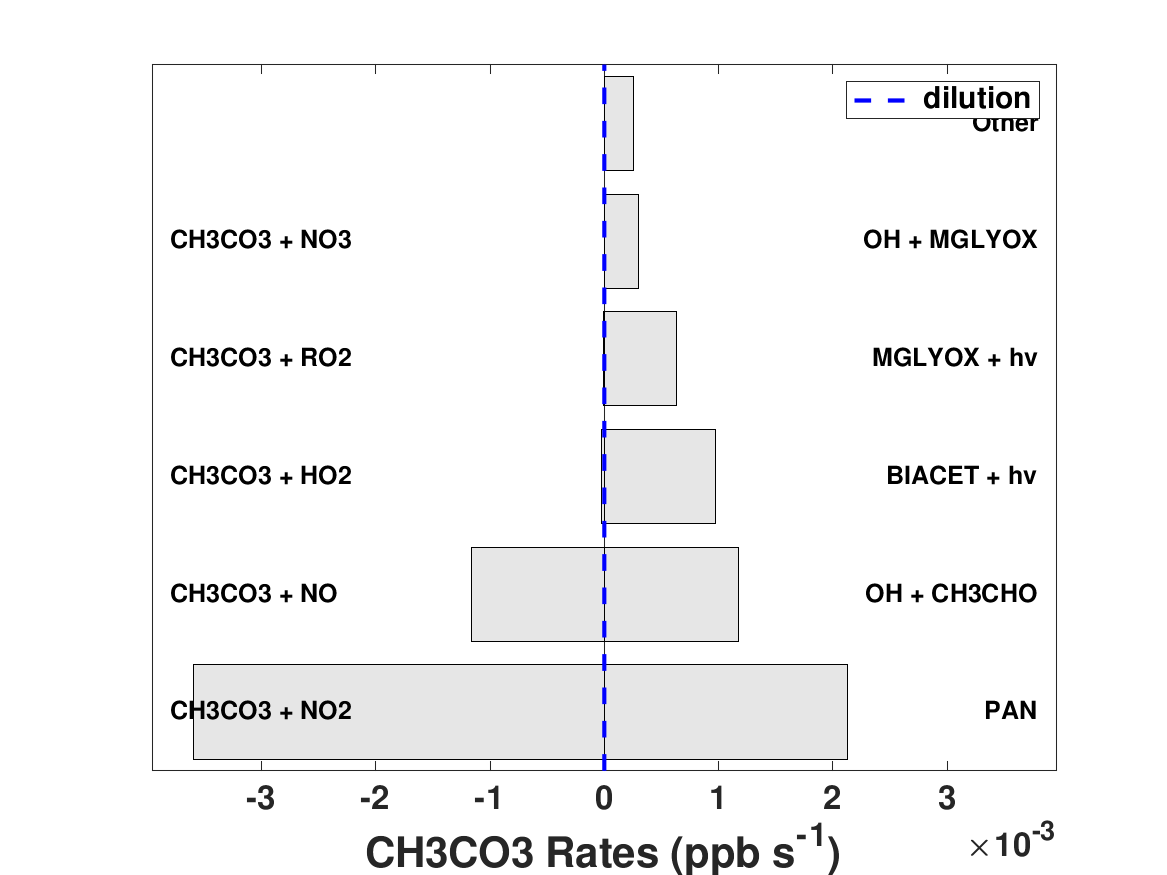 dilution
Other
CH3CO3 + NO3
OH + MGLYOX
CH3CO3 + RO2
MGLYOX + hv
CH3CO3 + HO2
BIACET + hv
CH3CO3 + NO
OH + CH3CHO
CH3CO3 + NO2
PAN
-3 -2 -1 0 1 2 3
×10^-3
CH3CO3 Rates (ppb s^-1)